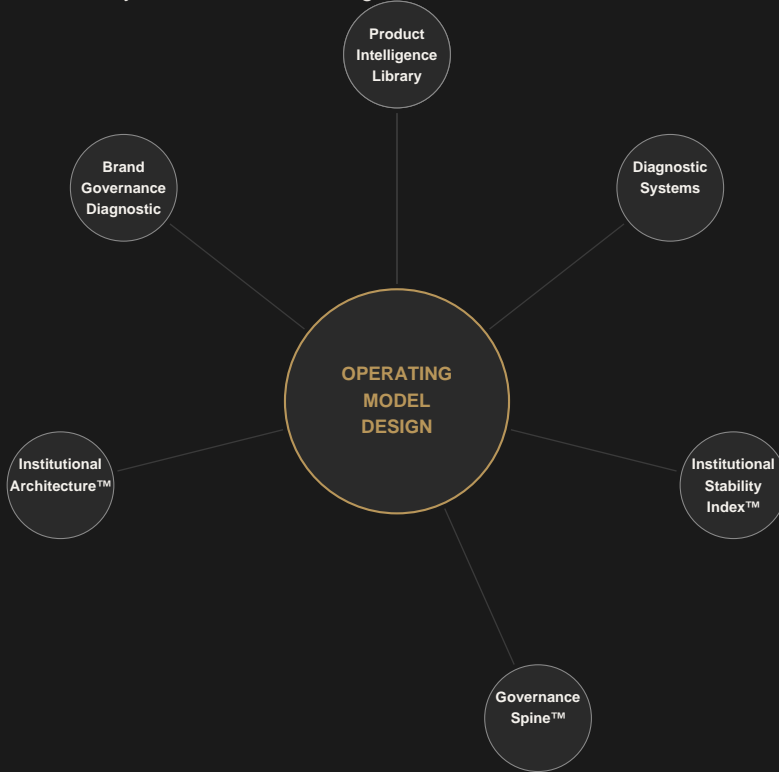 Product
Intelligence
Library
Brand
Governance
Diagnostic
Diagnostic
Systems
OPERATING
MODEL
DESIGN
Institutional
Architecture™
Institutional
Stability
Index™
Governance
Spine™